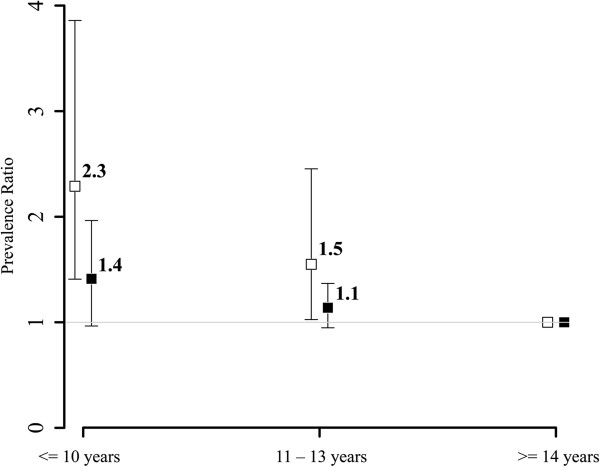 4
3
2
1
0
Prevalence Ratio
2.3
1.4
1.5
1.1
<= 10 years
11 – 13 years
>= 14 years